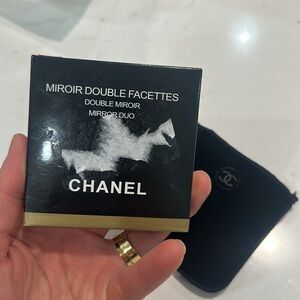 MIROIR DOUBLE FACETTES
DOUBLE MIROIR
MIRROR DUO
CHANEL